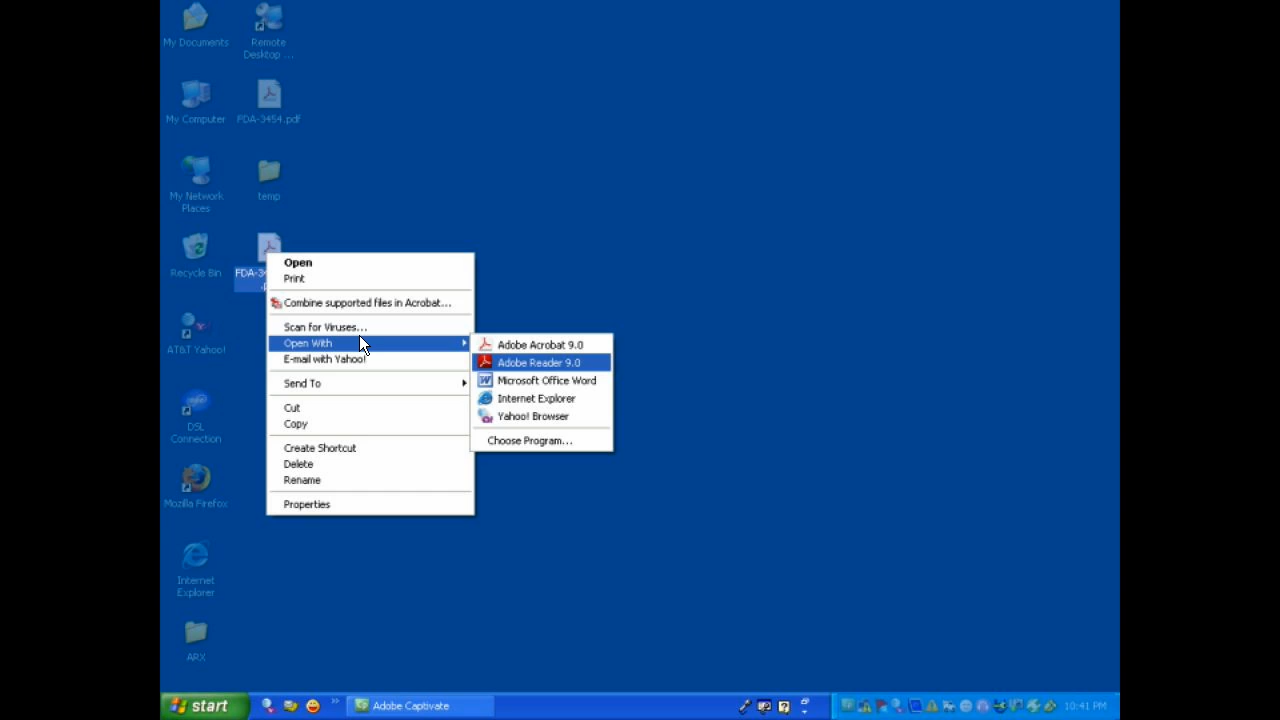 My Documents
Remote
Desktop ...
My Computer
FDA-3454.pdf
My Network
Places
temp
Recycle Bin
AT&T Yahoo!
DSL
Connection
Mozilla Firefox
Internet
Explorer
ARX
Open
Print
Combine supported files in Acrobat...
Scan for Viruses...
Open With
E-mail with Yahoo!
Send To
Cut
Copy
Create Shortcut
Delete
Rename
Properties
Adobe Acrobat 9.0
Adobe Reader 9.0
Microsoft Office Word
Internet Explorer
Yahoo! Browser
Choose Program...
start
Adobe Captivate
10:41 PM